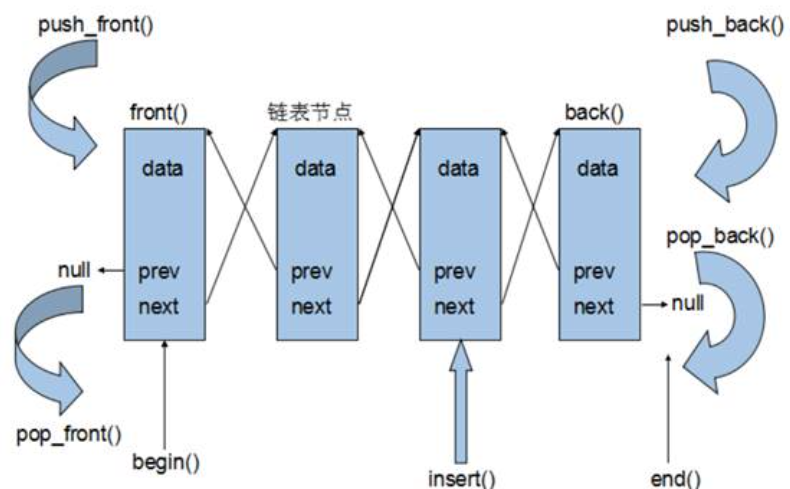 push_front()
push_back()
front()
链表节点
back()
data
data
data
data
pop_back()
null
prev
prev
prev
prev
next
next
next
next
null
pop_front()
begin()
insert()
end()